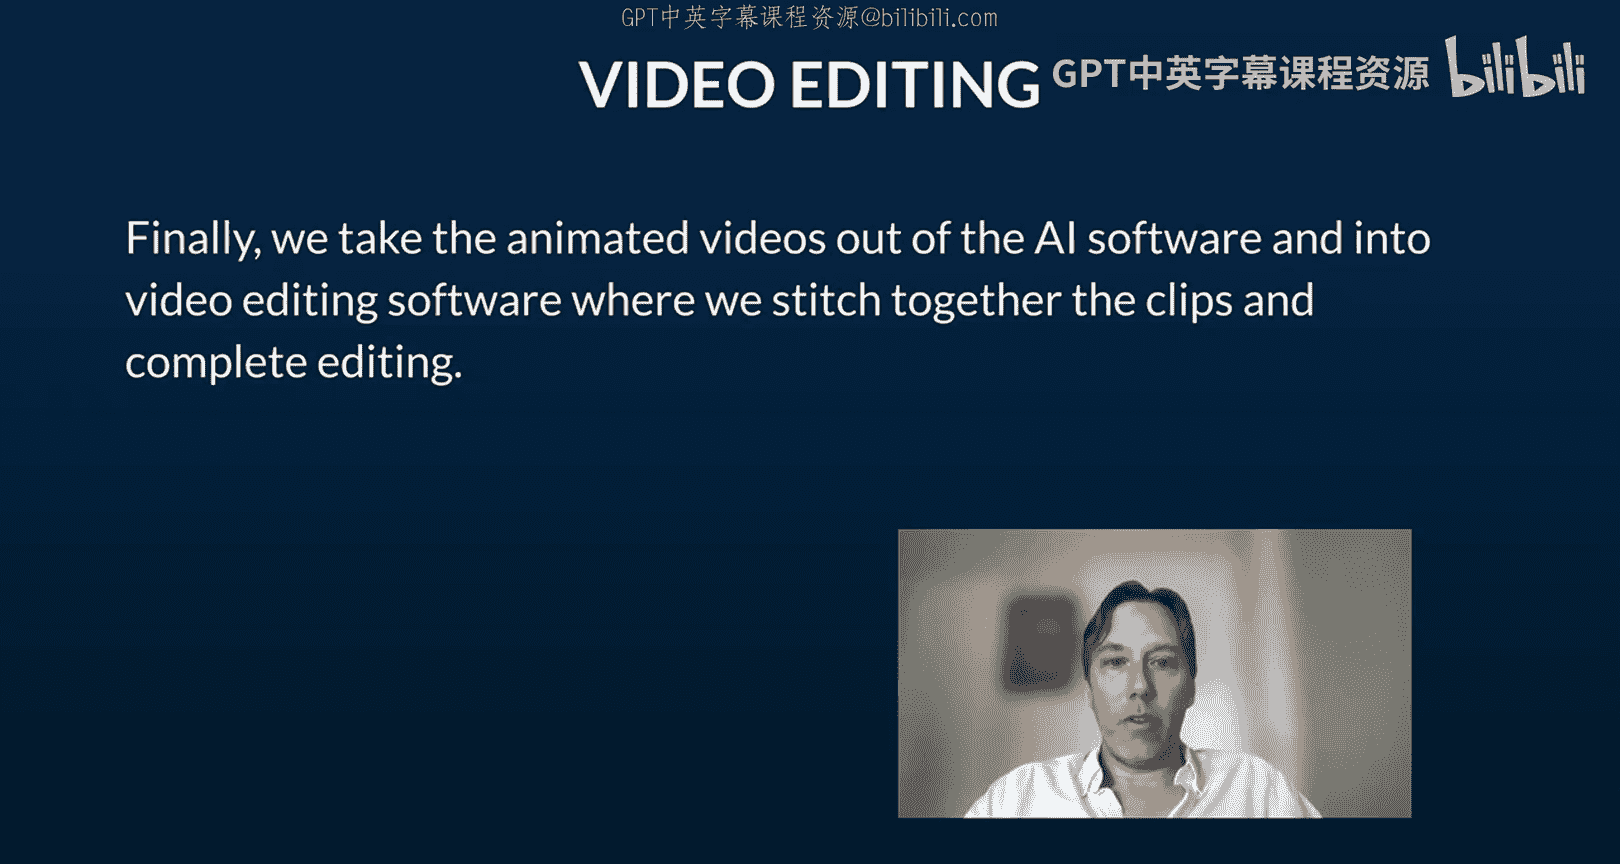 GPT中英字幕课程资源@bilibili.com
VIDEO EDITING
GPT中英字幕课程资源 bilibili
Finally, we take the animated videos out of the AI software and into
video editing software where we stitch together the clips and
complete editing.